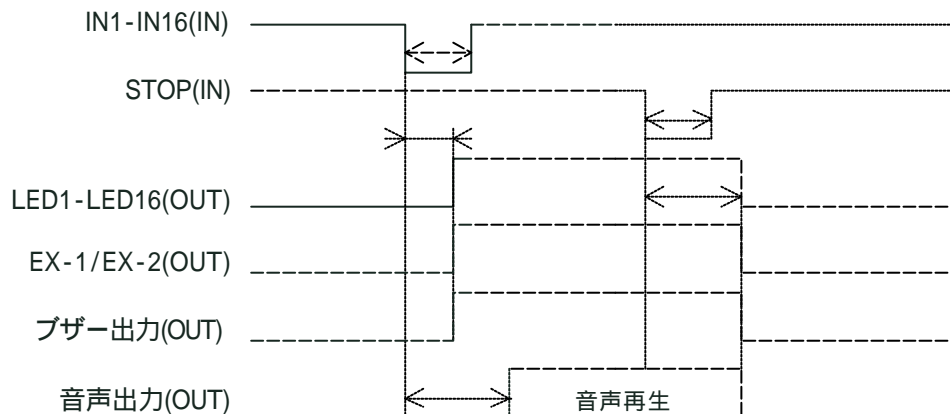 IN1-IN16(IN)
STOP(IN)
LED1-LED16(OUT)
EX-1/EX-2(OUT)
ブザー出力(OUT)
音声出力(OUT)
音声再生